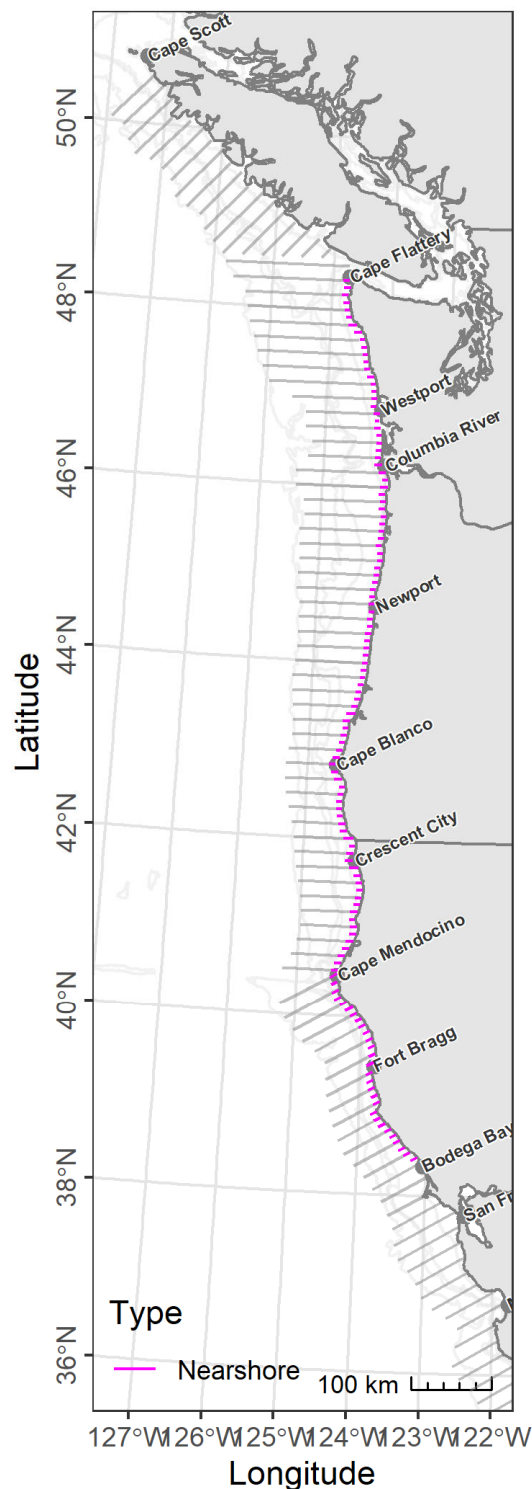 Cape Scott
50°N
Cape Flattery
48°N
Westport
Columbia River
46°N
Newport
44°N
Latitude
Cape Blanco
42°N
Crescent City
Cape Mendocino
40°N
Fort Bragg
Bodega Bay
38°N
San Fr
Type
Nearshore
100 km
36°N
127°W 126°W 125°W 124°W 123°W 122°W
Longitude